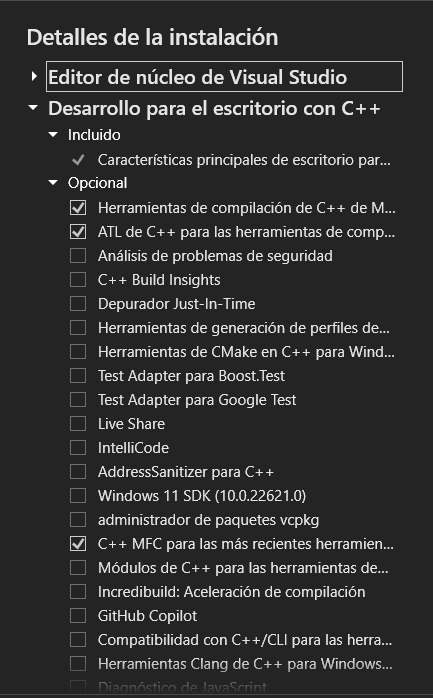 Detalles de la instalación
Editor de núcleo de Visual Studio
Desarrollo para el escritorio con C++
Incluido
Características principales de escritorio par...
Opcional
Herramientas de compilación de C++ de M...
ATL de C++ para las herramientas de comp...
Análisis de problemas de seguridad
C++ Build Insights
Depurador Just-In-Time
Herramientas de generación de perfiles de...
Herramientas de CMake en C++ para Wind...
Test Adapter para Boost.Test
Test Adapter para Google Test
Live Share
IntelliCode
AddressSanitizer para C++
Windows 11 SDK (10.0.22621.0)
administrador de paquetes vcpkg
C++ MFC para las más recientes herramien...
Módulos de C++ para las herramientas de...
Incredibuild: Aceleración de compilación
GitHub Copilot
Compatibilidad con C++/CLI para las herra...
Herramientas Clang de C++ para Windows...
Diagnóstico de JavaScript